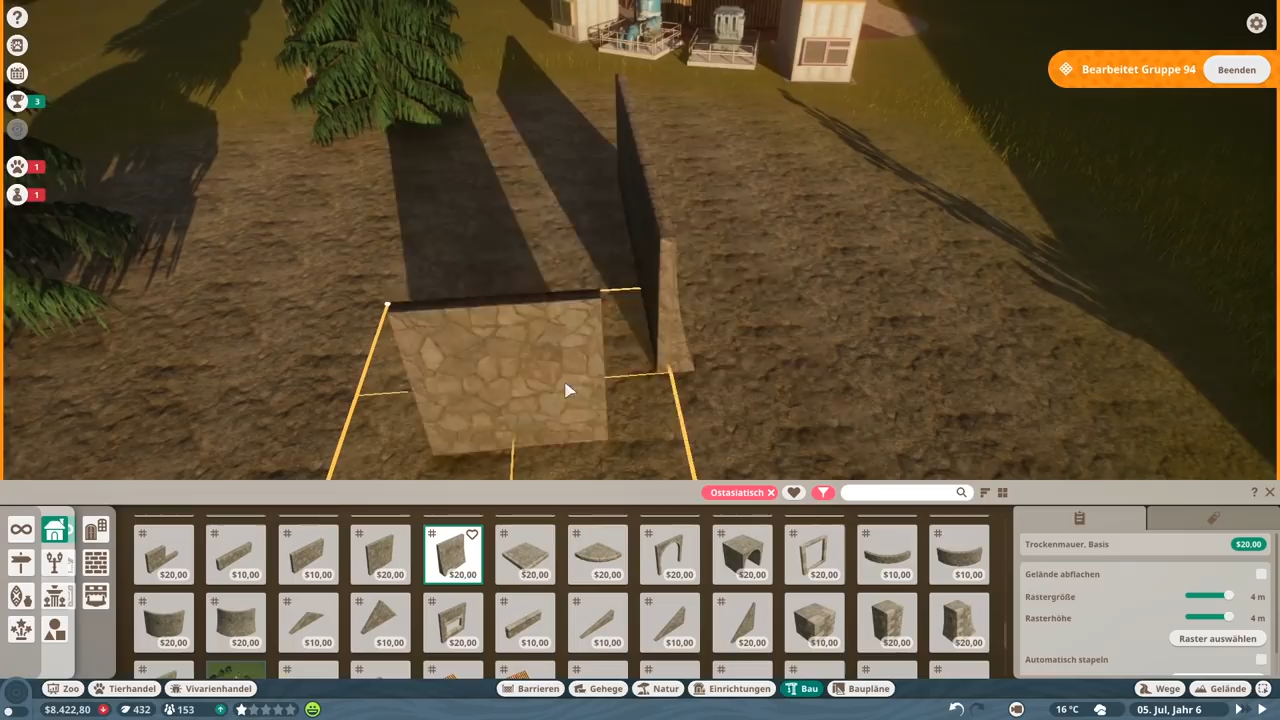 ?
Bearbeitet Gruppe 94
Beenden
3
1
1
Ostasiatisch ×
? ×
$20,00
$10,00
$10,00
$20,00
$20,00
$20,00
$20,00
$20,00
$20,00
$20,00
$10,00
$10,00
$20,00
$20,00
$10,00
$10,00
$20,00
$10,00
$10,00
$10,00
$20,00
$10,00
$20,00
$20,00
Trockenmauer, Basis
$20,00
Gelände abflachen
Rastergröße
4 m
Rasterhöhe
4 m
Raster auswählen
Automatisch stapeln
Zoo
Tierhandel
Vivarienhandel
Barrieren
Gehege
Natur
Einrichtungen
Bau
Baupläne
Wege
Gelände
$8.422,80
432
153
16 °C
05. Jul, Jahr 6